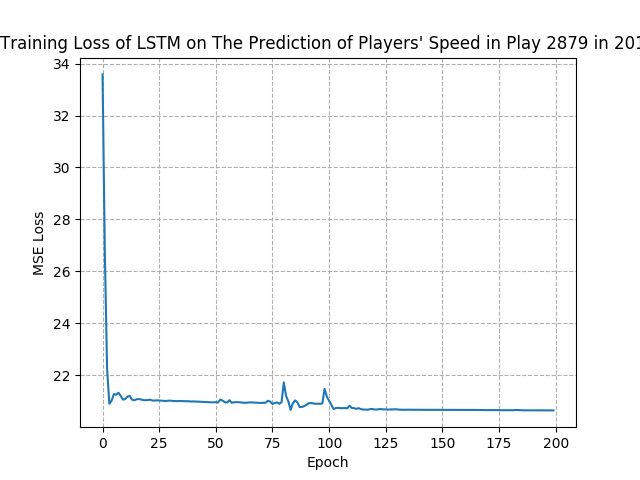 Training Loss of LSTM on The Prediction of Players' Speed in Play 2879 in 201
34
32
30
28
26
24
22
MSE Loss
0 25 50 75 100 125 150 175 200
Epoch